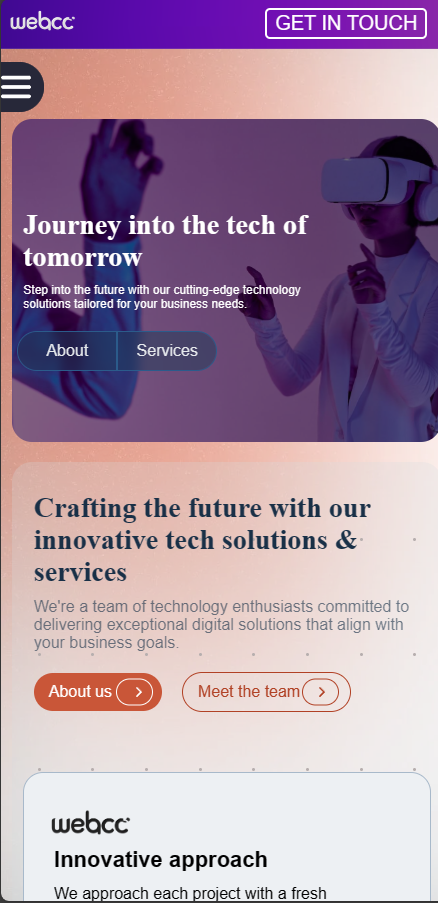 webcc
GET IN TOUCH
Journey into the tech of
tomorrow
Step into the future with our cutting-edge technology
solutions tailored for your business needs.
About
Services
Crafting the future with our
innovative tech solutions &
services
We're a team of technology enthusiasts committed to
delivering exceptional digital solutions that align with
your business goals.
About us
Meet the team
webcc
Innovative approach
We approach each project with a fresh